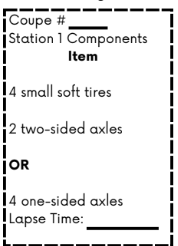 Coupe # ____
Station 1 Components
Item
4 small soft tires
2 two-sided axles
OR
4 one-sided axles
Lapse Time: ________